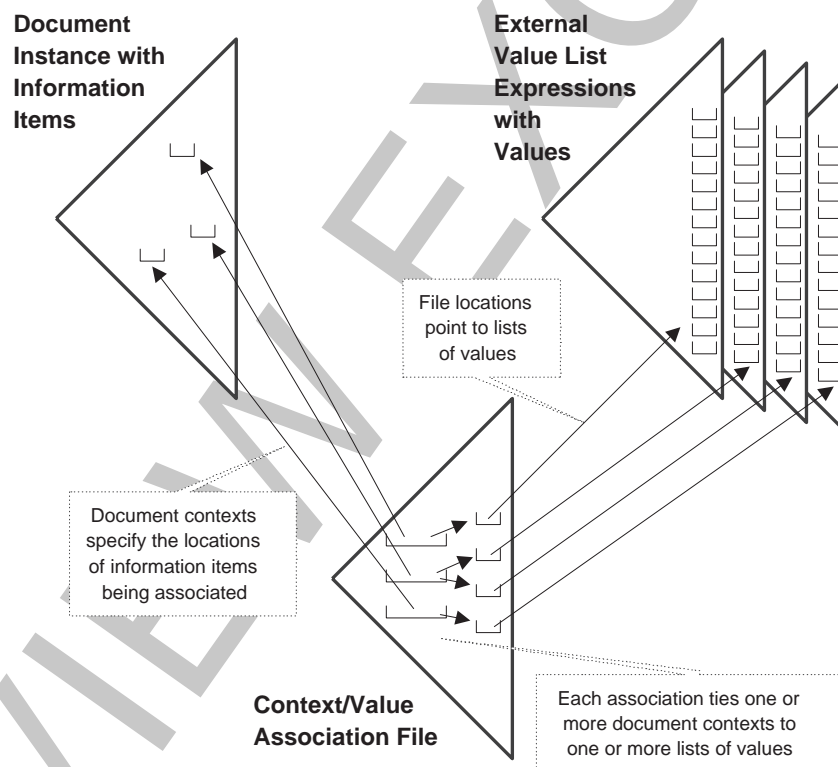 Document
Instance with
Information
Items
External
Value List
Expressions
with
Values
File locations
point to lists
of values
Document contexts
specify the locations
of information items
being associated
Context/Value
Association File
Each association ties one or
more document contexts to
one or more lists of values